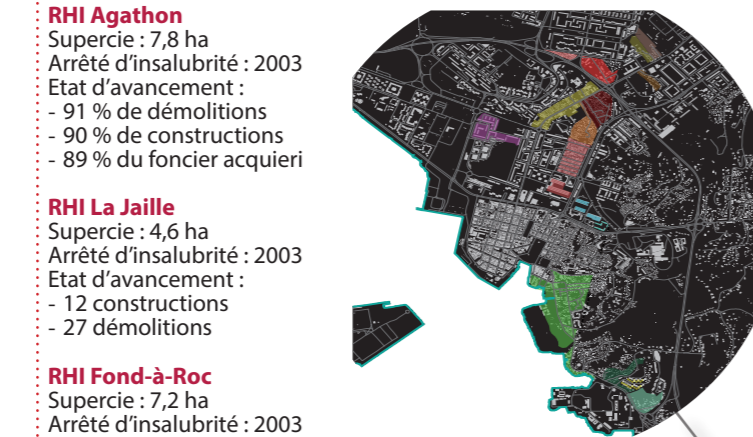 RHI Agathon
Supercie : 7,8 ha
Arrêté d’insalubrité : 2003
Etat d’avancement :
- 91 % de démolitions
- 90 % de constructions
- 89 % du foncier acquieri
RHI La Jaille
Supercie : 4,6 ha
Arrêté d’insalubrité : 2003
Etat d’avancement :
- 12 constructions
- 27 démolitions
RHI Fond-à-Roc
Supercie : 7,2 ha
Arrêté d’insalubrité : 2003